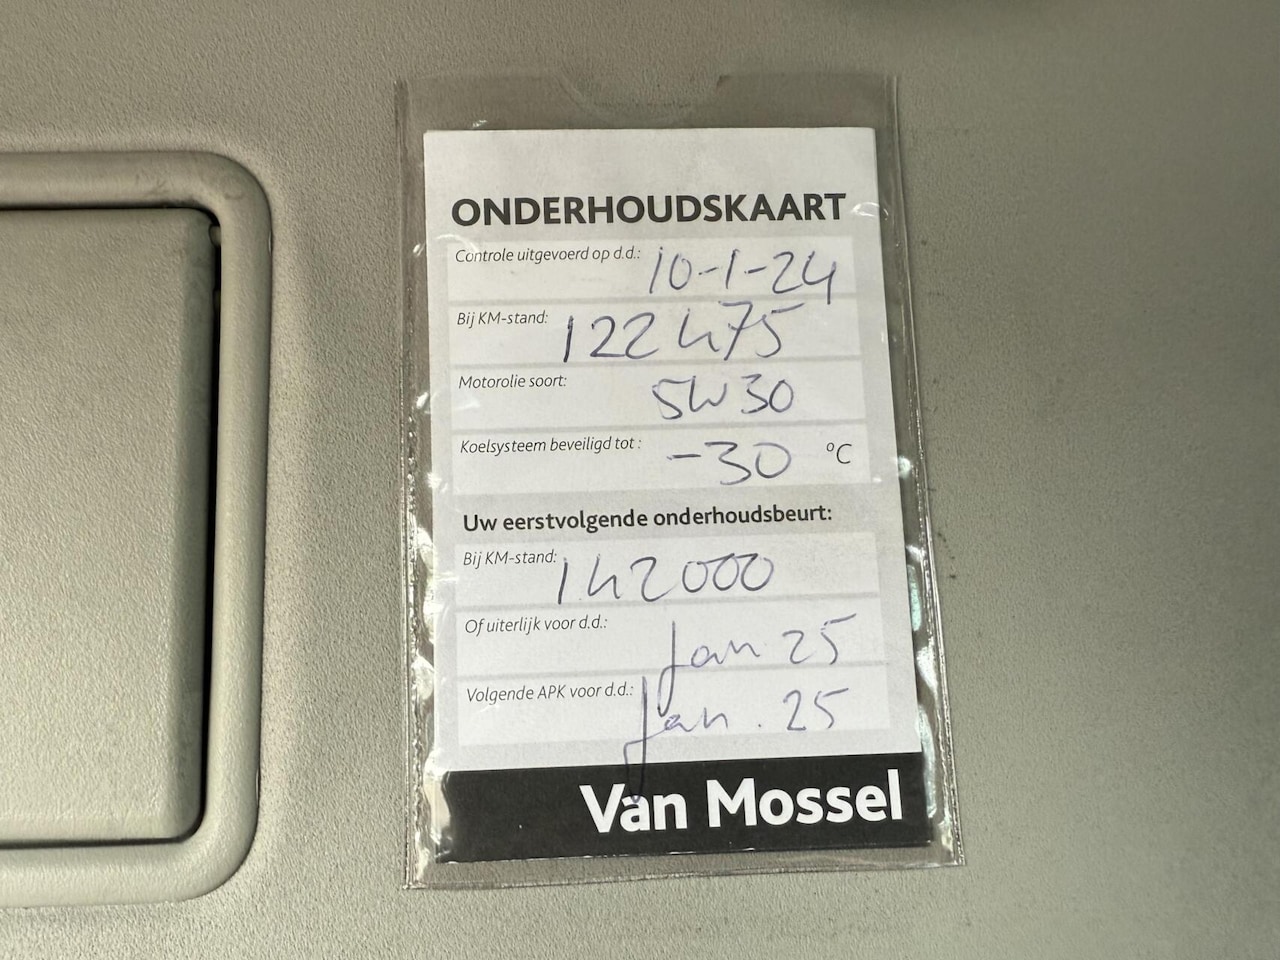 ONDERHOUDSKAART
Controle uitgevoerd op d.d.: 10-1-24
Bij KM-stand: 122475
Motorolie soort: 5W30
Koelsysteem beveiligd tot : -30 °C
Uw eerstvolgende onderhoudsbeurt:
Bij KM-stand: 142000
Of uiterlijk voor d.d.: Jan 25
Volgende APK voor d.d.: Jan. 25
Van Mossel